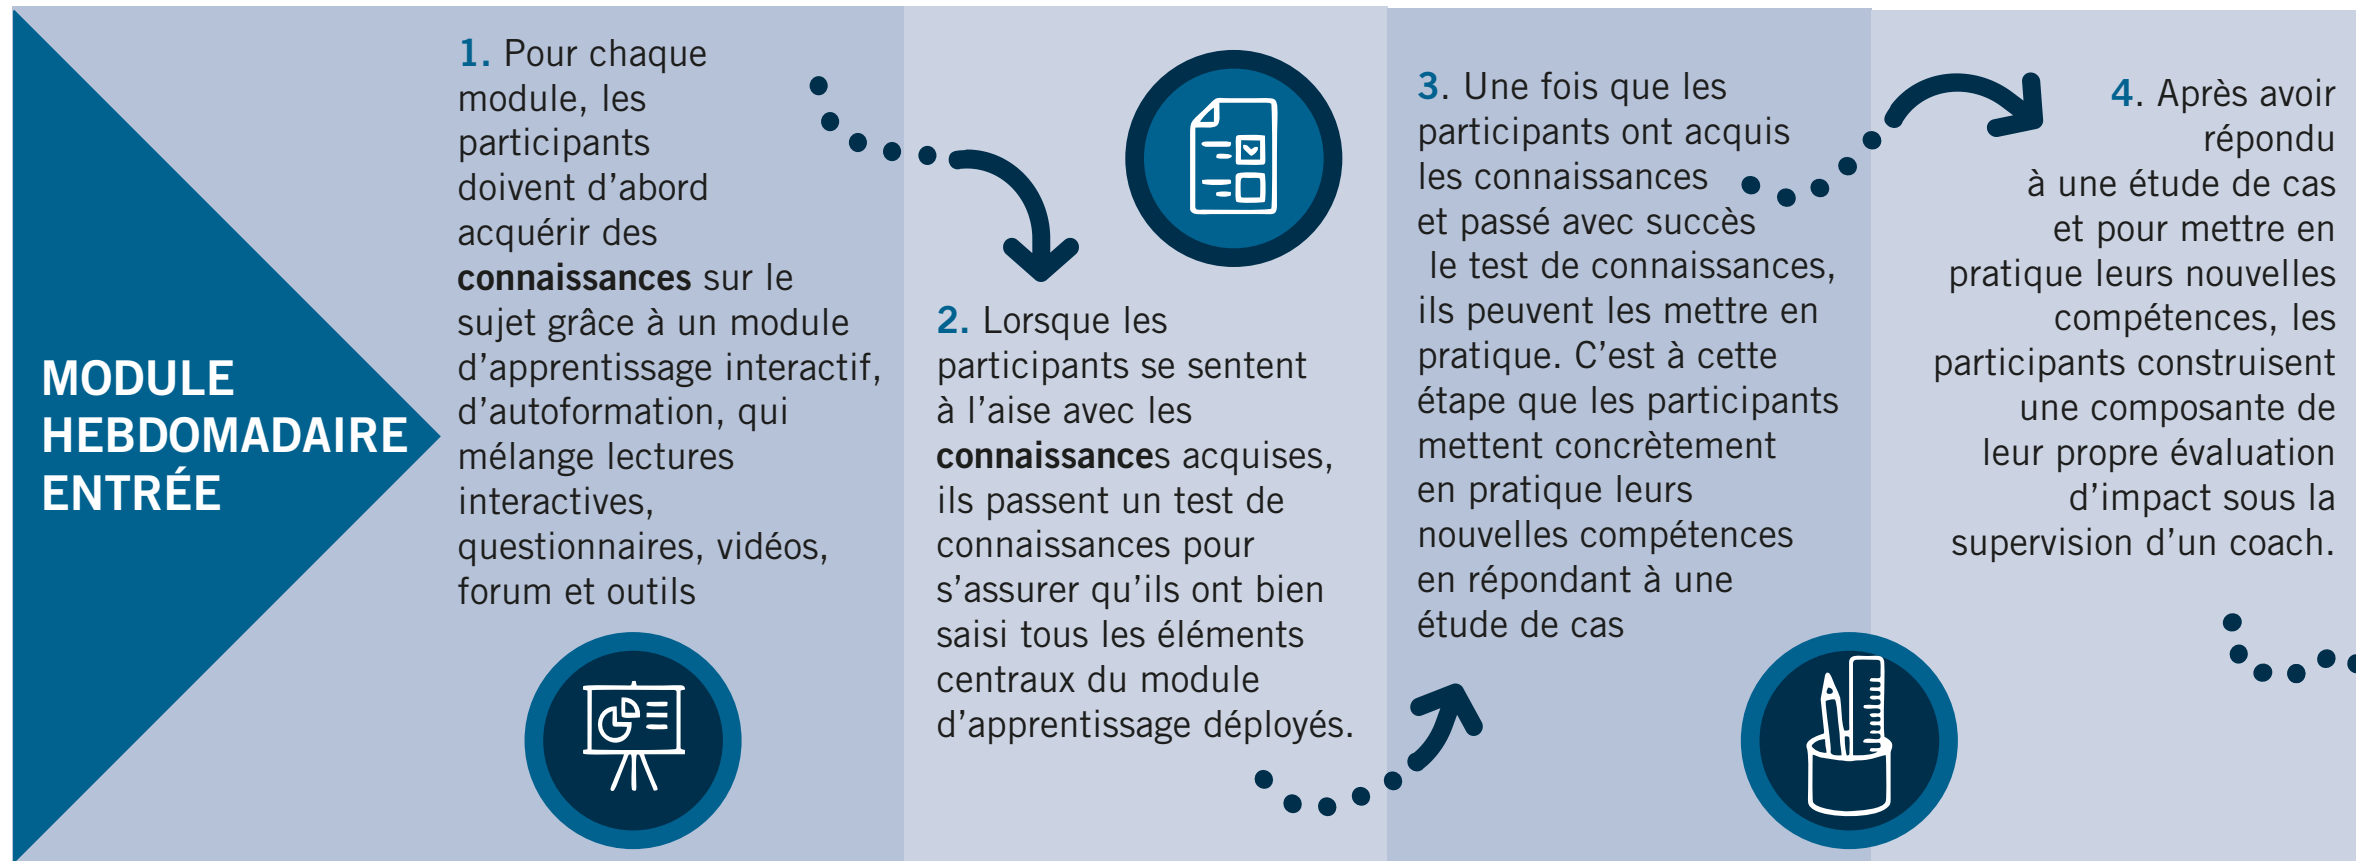 MODULE
HEBDOMADAIRE
ENTRÉE
1. Pour chaque
module, les
participants
doivent d’abord
acquérir des
connaissances sur le
sujet grâce à un module
d’apprentissage interactif,
d’autoformation, qui
mélange lectures
interactives,
questionnaires, vidéos,
forum et outils
2. Lorsque les
participants se sentent
à l’aise avec les
connaissances acquises,
ils passent un test de
connaissances pour
s’assurer qu’ils ont bien
saisi tous les éléments
centraux du module
d’apprentissage déployés.
3. Une fois que les
participants ont acquis
les connaissances
et passé avec succès
le test de connaissances,
ils peuvent les mettre en
pratique. C’est à cette
étape que les participants
mettent concrètement
en pratique leurs
nouvelles compétences
en répondant à une
étude de cas
4. Après avoir
répondu
à une étude de cas
et pour mettre en
pratique leurs nouvelles
compétences, les
participants construisent
une composante de
leur propre évaluation
d’impact sous la
supervision d’un coach.